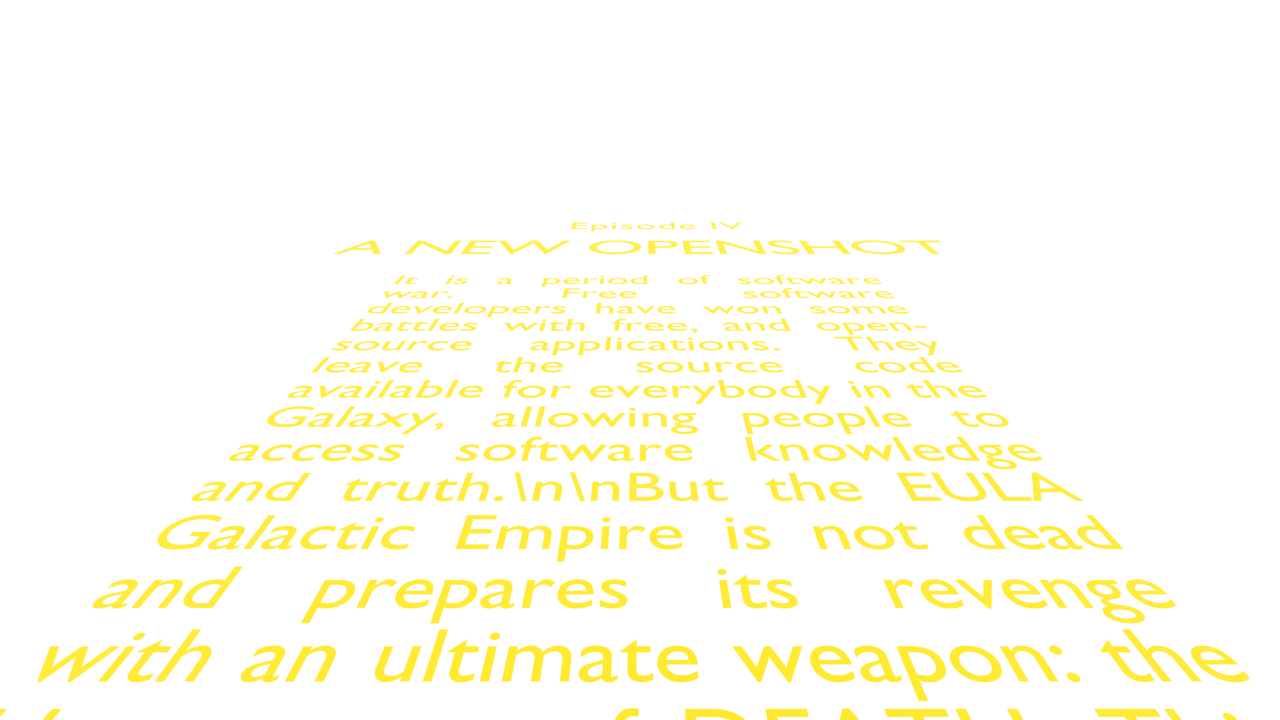 Episode IV
A NEW OPENSHOT
It is a period of software
war. Free software
developers have won some
battles with free, and open-
source applications. They
leave the source code
available for everybody in the
Galaxy, allowing people to
access software knowledge
and truth.\n\nBut the EULA
Galactic Empire is not dead
and prepares its revenge
with an ultimate weapon: the